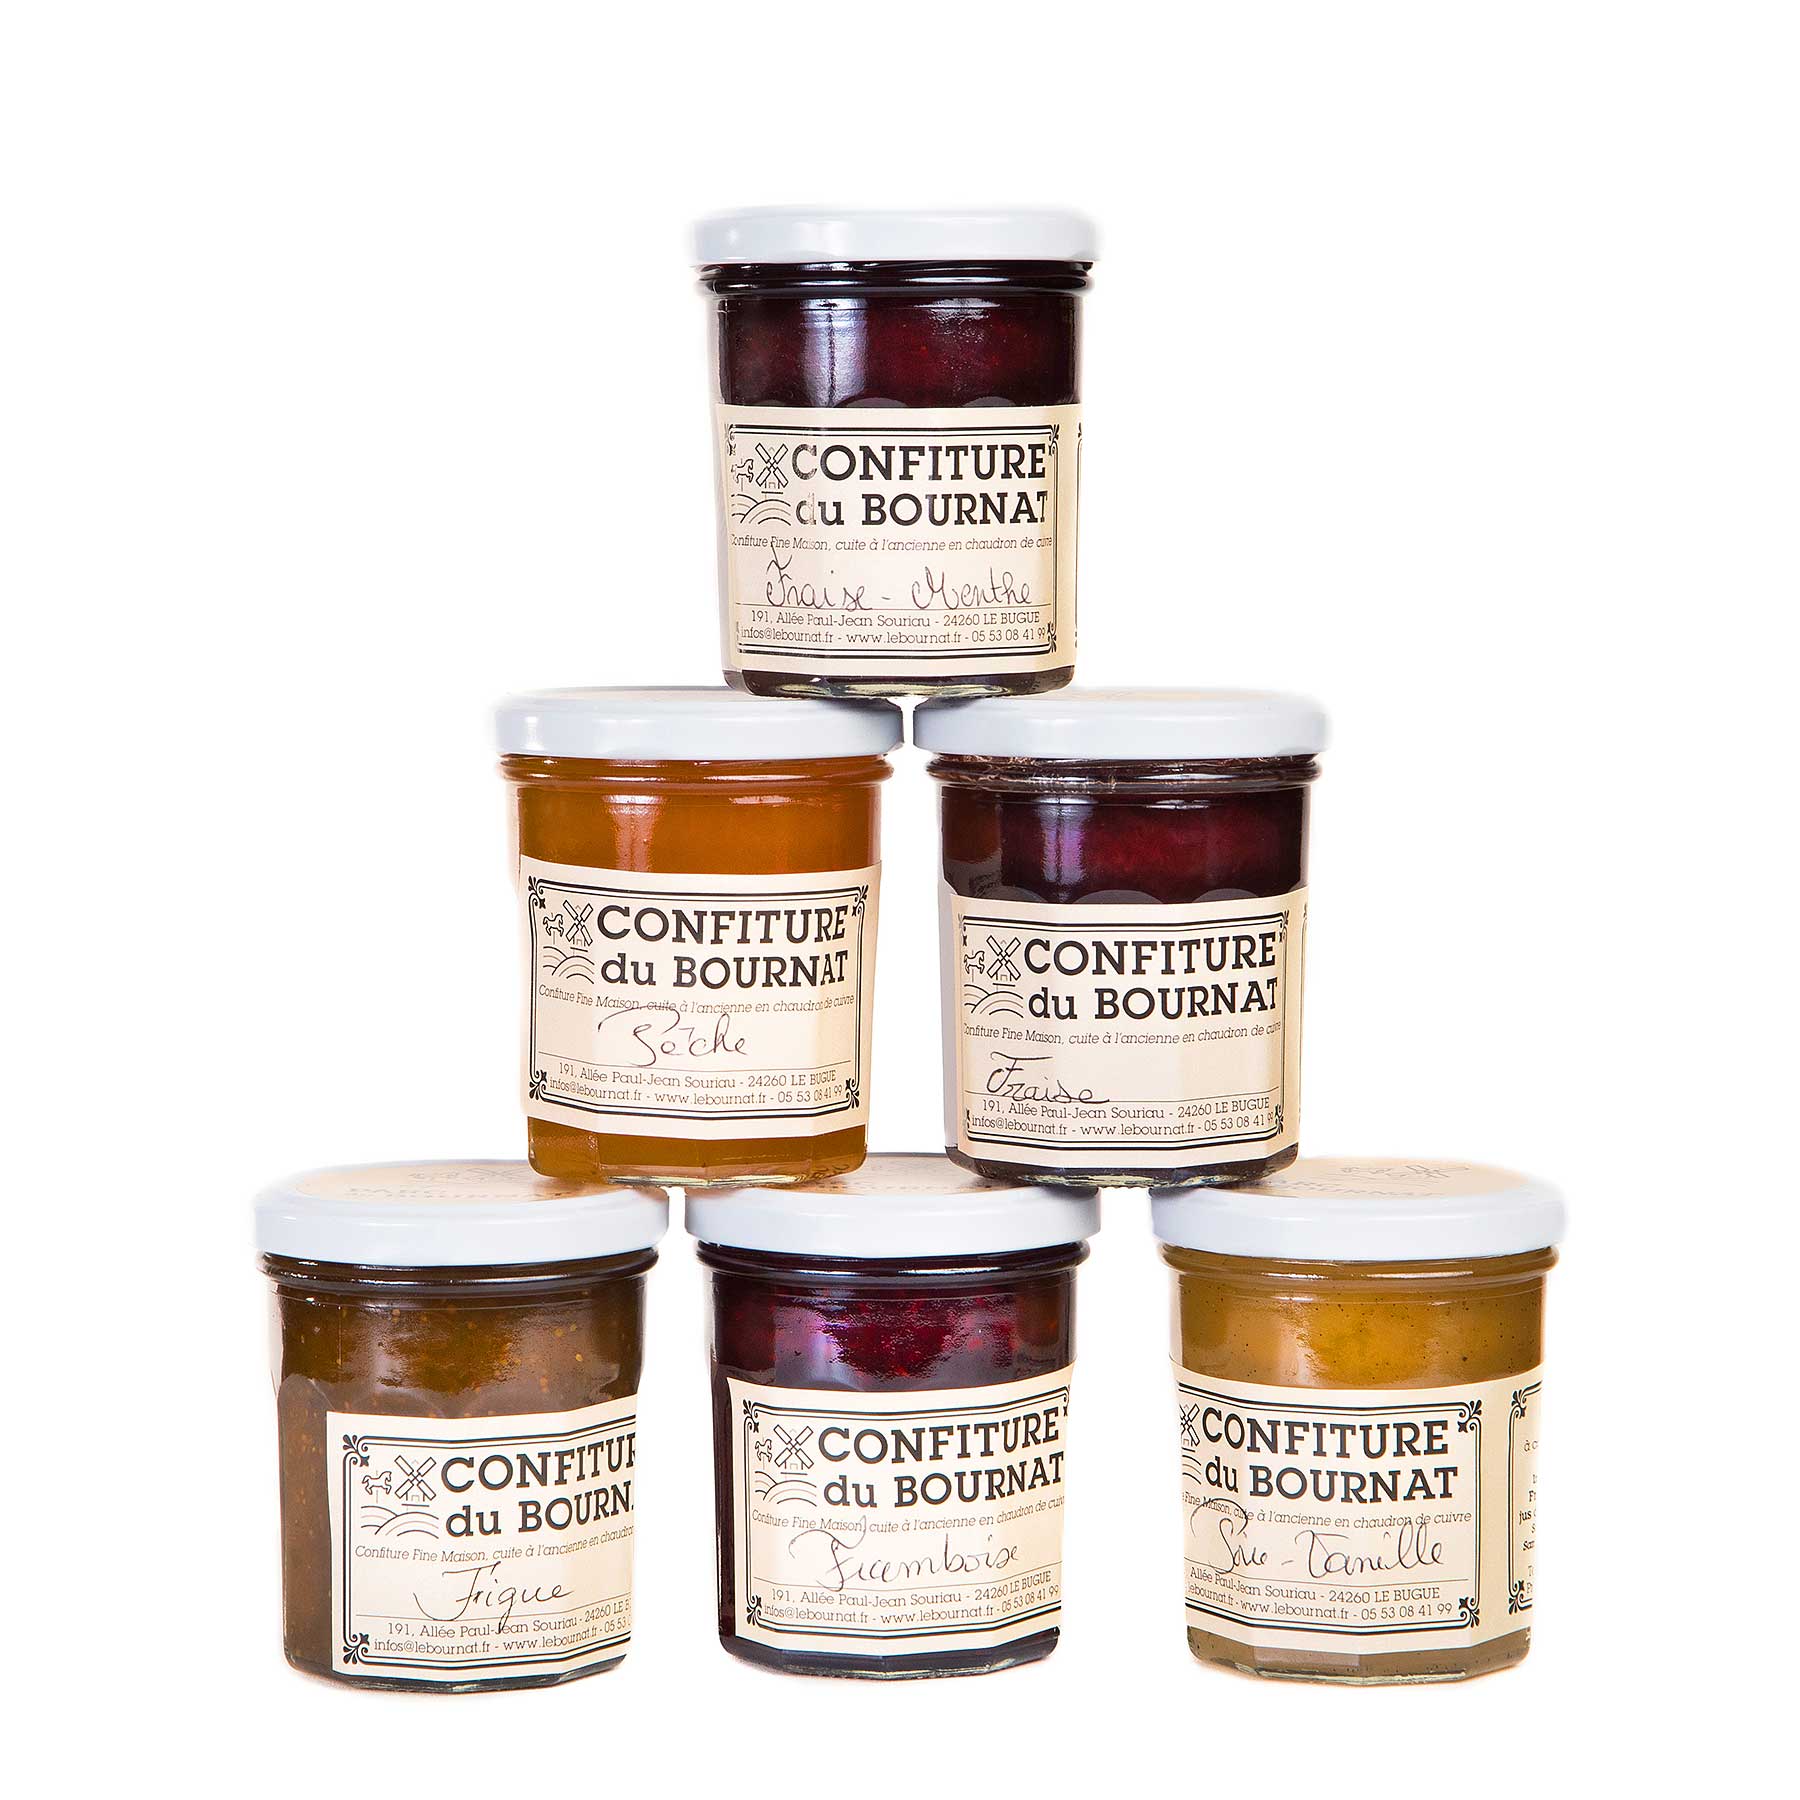 CONFITURE
du BOURNAT
Confiture Fine Maison, cuite à l'ancienne en chaudron de cuivre
Fraise - Menthe
191, Allée Paul-Jean Souriau - 24260 LE BUGUE
infos@lebournat.fr - www.lebournat.fr - 05 53 08 41 99
CONFITURE
du BOURNAT
Confiture Fine Maison, cuite à l'ancienne en chaudron de cuivre
Pêche
191, Allée Paul-Jean Souriau - 24260 LE BUGUE
infos@lebournat.fr - www.lebournat.fr - 05 53 08 41 99
CONFITURE
du BOURNAT
Confiture Fine Maison, cuite à l'ancienne en chaudron de cuivre
Fraise
191, Allée Paul-Jean Souriau - 24260 LE BUGUE
infos@lebournat.fr - www.lebournat.fr - 05 53 08 41 99
CONFITUR
du BOURNA
Confiture Fine Maison, cuite à l'ancienne en chaudron
Figue
191, Allée Paul-Jean Souriau - 24260 LE B
infos@lebournat.fr - www.lebournat.fr - 05 53 0
CONFITURE
du BOURNAT
Confiture Fine Maison, cuite à l'ancienne en chaudron de cuivre
Framboise
191, Allée Paul-Jean Souriau - 24260 LE BUGUE
infos@lebournat.fr - www.lebournat.fr - 05 53 08 41 99
CONFITURE
du BOURNAT
Fine Maison, cuite à l'ancienne en chaudron de cuivre
Poire - Vanille
Allée Paul-Jean Souriau - 24260 LE BUGUE
lebournat.fr - www.lebournat.fr - 05 53 08 41 99